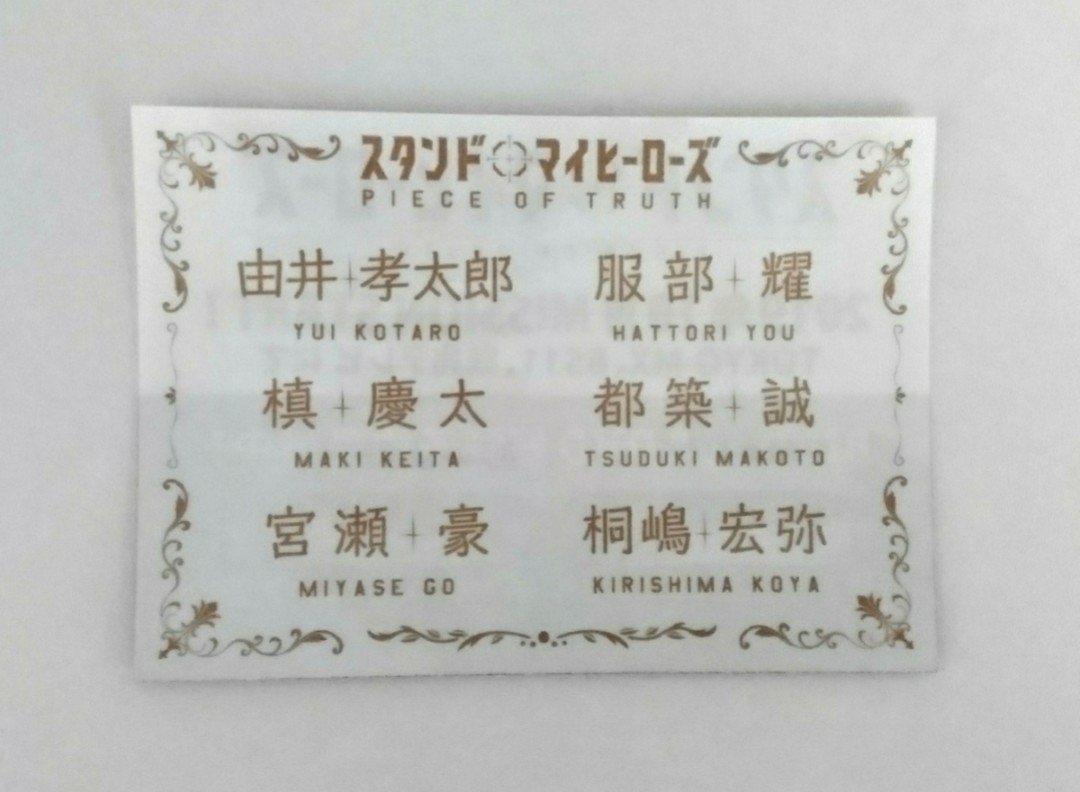 スタンドマイヒーローズ
PIECE OF TRUTH
由井孝太郎 服部耀
YUI KOTARO HATTORI YOU
槙慶太 都築誠
MAKI KEITA TSUDUKI MAKOTO
宮瀬豪 桐嶋宏弥
MIYASE GO KIRISHIMA KOYA